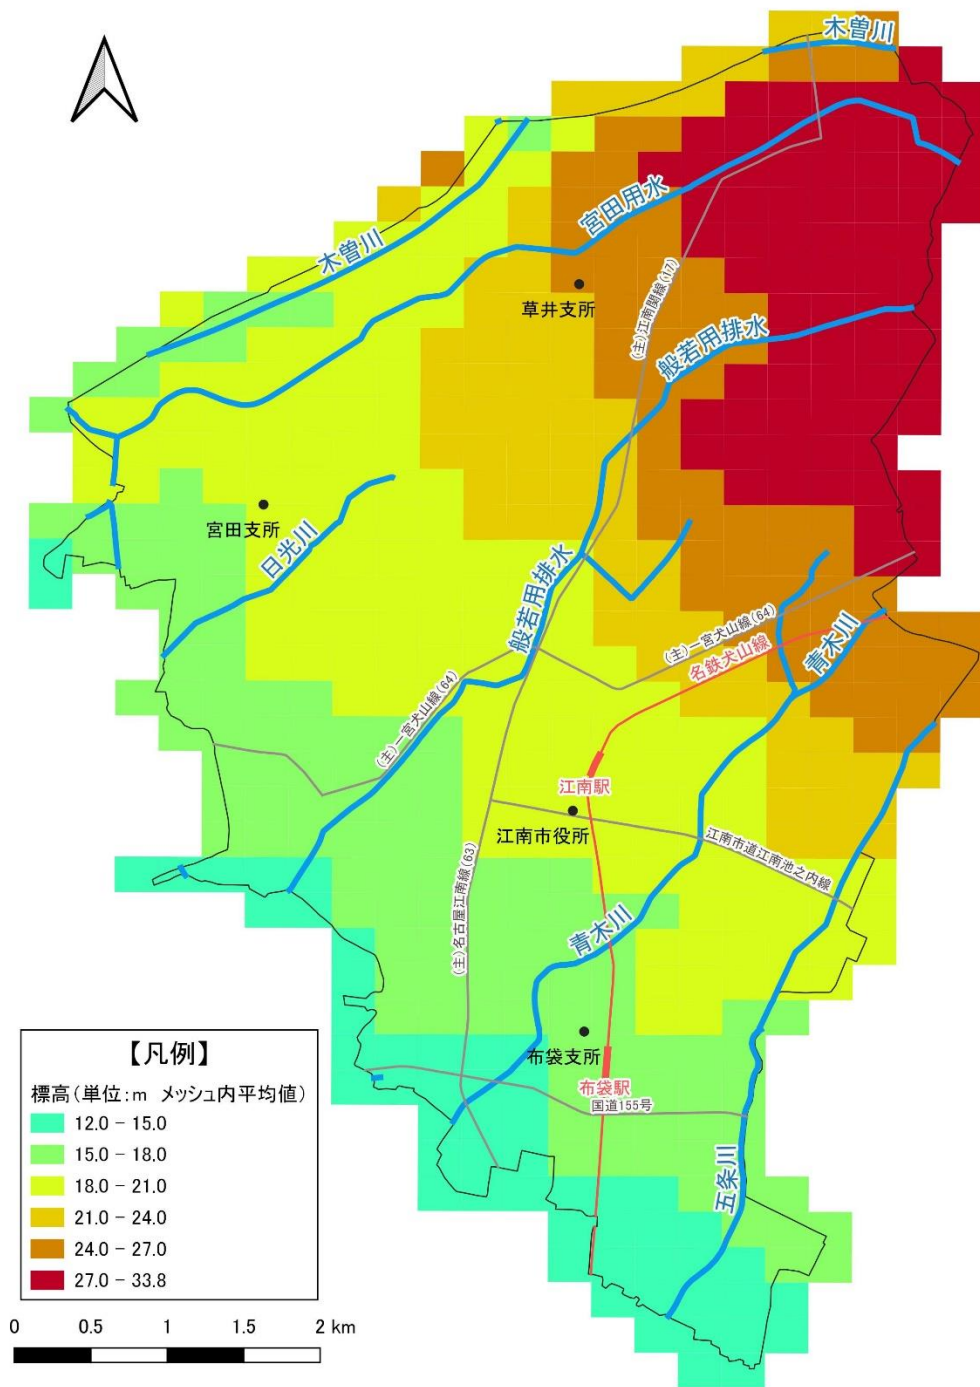 木曽川
宮田用水
木曽川
草井支所
(主)江南関線(17)
般若用排水
宮田支所
日光川
般若用排水
(主)一宮犬山線(64)
名鉄犬山線
青木川
(主)一宮犬山線(64)
江南駅
江南市役所
江南市道江南池之内線
(主)名古屋江南線(63)
青木川
布袋支所
布袋駅
国道155号
五条川
【凡例】
標高(単位:m メッシュ内平均値)
12.0 - 15.0
15.0 - 18.0
18.0 - 21.0
21.0 - 24.0
24.0 - 27.0
27.0 - 33.8
0 0.5 1 1.5 2 km